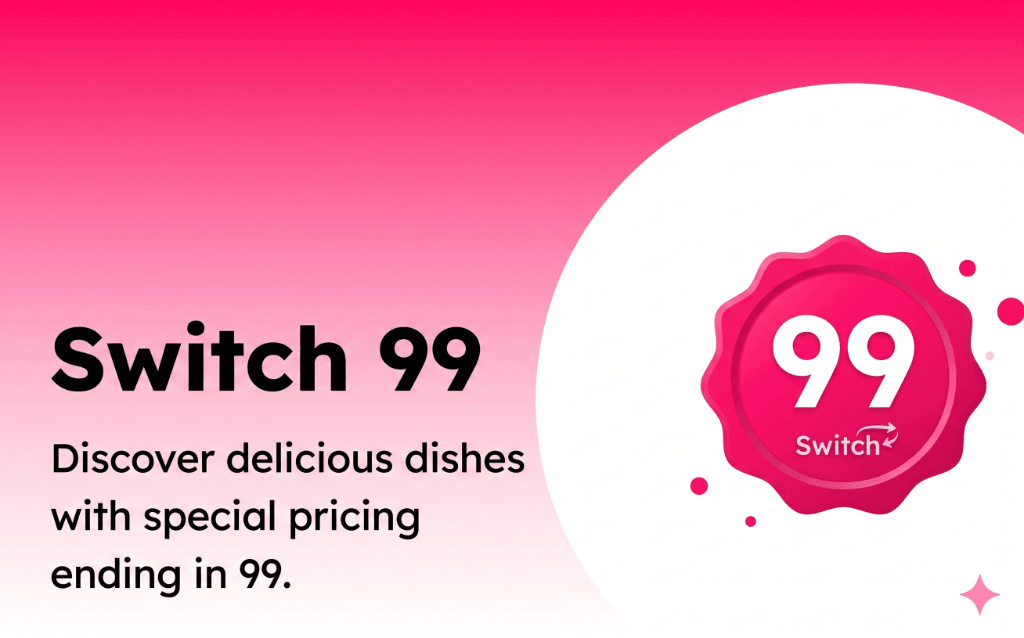 Switch 99
Discover delicious dishes
with special pricing
ending in 99.
99
Switch